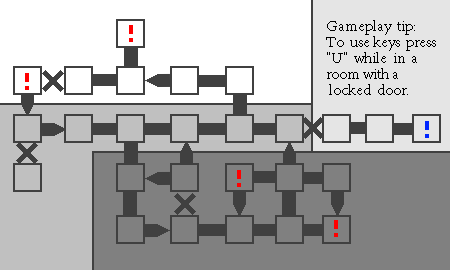 !
Gameplay tip:
To use keys press
"U" while in a
room with a
locked door.
!
!
!
!